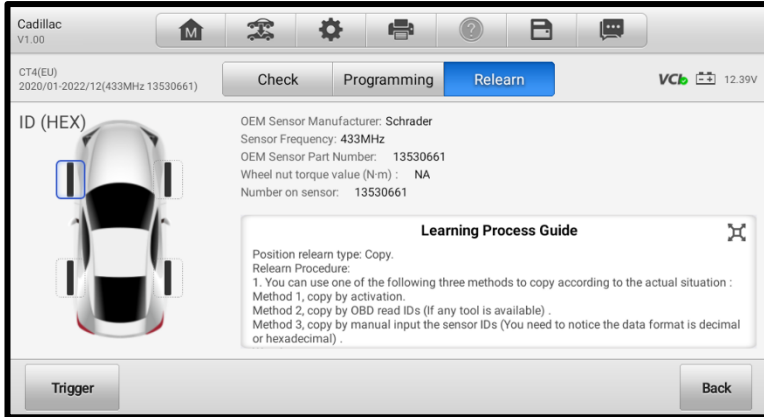 Cadillac
V1.00
M
?
CT4(EU)
2020/01-2022/12(433MHz 13530661)
Check
Programming
Relearn
VCI
12.39V
ID (HEX)
OEM Sensor Manufacturer: Schrader
Sensor Frequency: 433MHz
OEM Sensor Part Number: 13530661
Wheel nut torque value (N·m) : NA
Number on sensor: 13530661
Learning Process Guide
Position relearn type: Copy.
Relearn Procedure:
1. You can use one of the following three methods to copy according to the actual situation :
Method 1, copy by activation.
Method 2, copy by OBD read IDs (If any tool is available) .
Method 3, copy by manual input the sensor IDs (You need to notice the data format is decimal
or hexadecimal) .
Trigger
Back